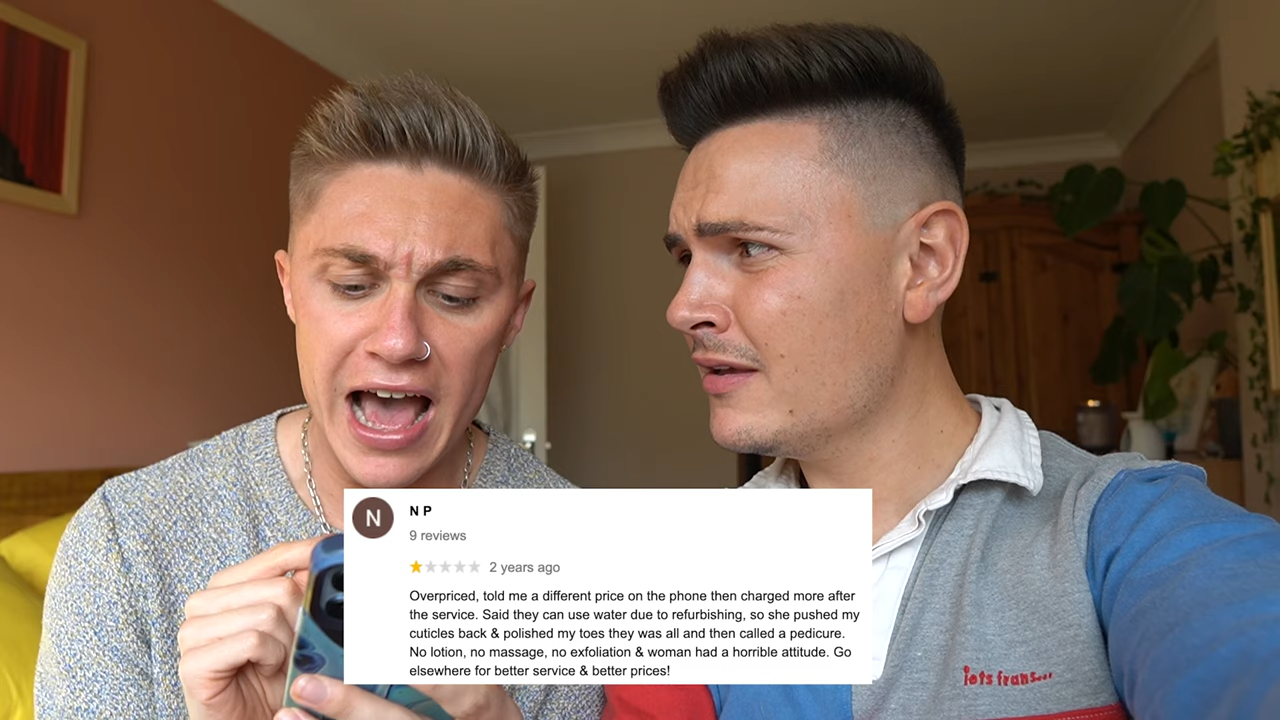 N
N P
9 reviews
2 years ago
Overpriced, told me a different price on the phone then charged more after
the service. Said they can use water due to refurbishing, so she pushed my
cuticles back & polished my toes they was all and then called a pedicure.
No lotion, no massage, no exfoliation & woman had a horrible attitude. Go
elsewhere for better service & better prices!
iets frans...